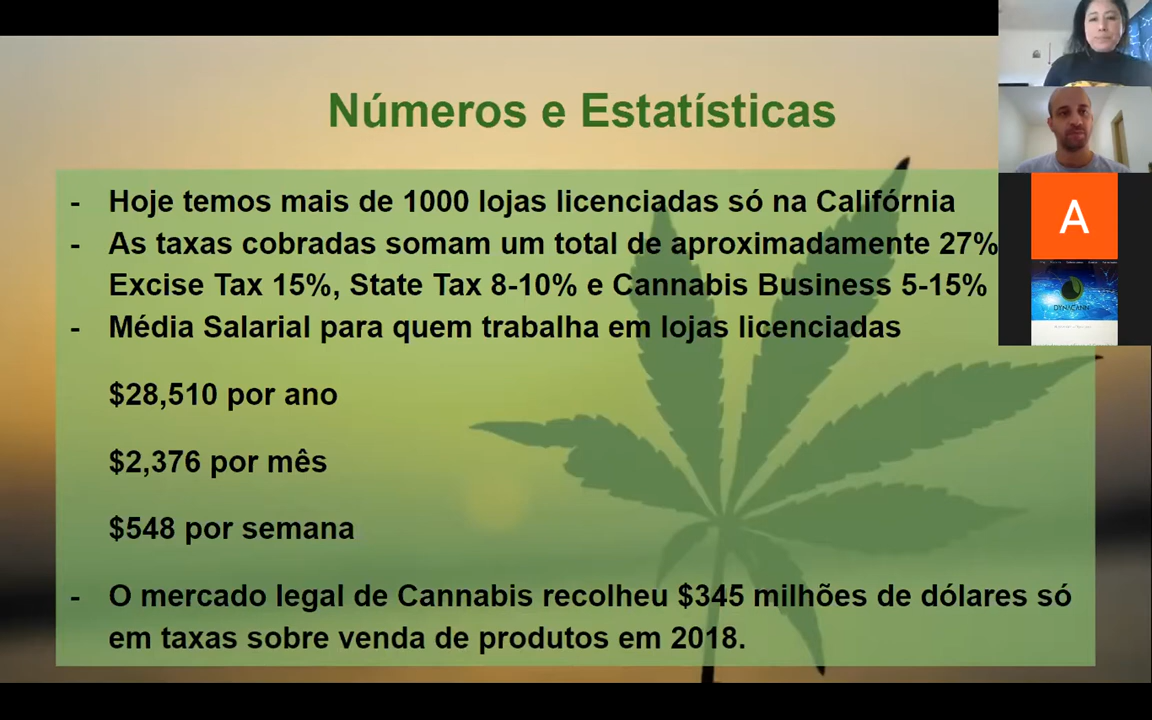 Números e Estatísticas
- Hoje temos mais de 1000 lojas licenciadas só na Califórnia
- As taxas cobradas somam um total de aproximadamente 27%
Excise Tax 15%, State Tax 8-10% e Cannabis Business 5-15%
- Média Salarial para quem trabalha em lojas licenciadas
$28,510 por ano
$2,376 por mês
$548 por semana
- O mercado legal de Cannabis recolheu $345 milhões de dólares só
em taxas sobre venda de produtos em 2018.
A
DYNACANN